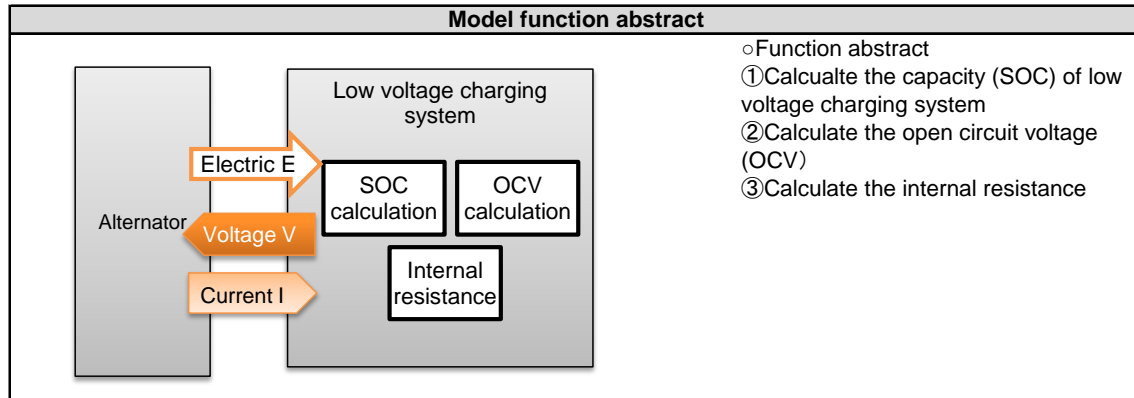 Model function abstract
○Function abstract
①Calcualte the capacity (SOC) of low
voltage charging system
②Calculate the open circuit voltage
(OCV）
③Calculate the internal resistance
Low voltage charging
system
Electric E
SOC
calculation
OCV
calculation
Alternator
Voltage V
Internal
resistance
Current I